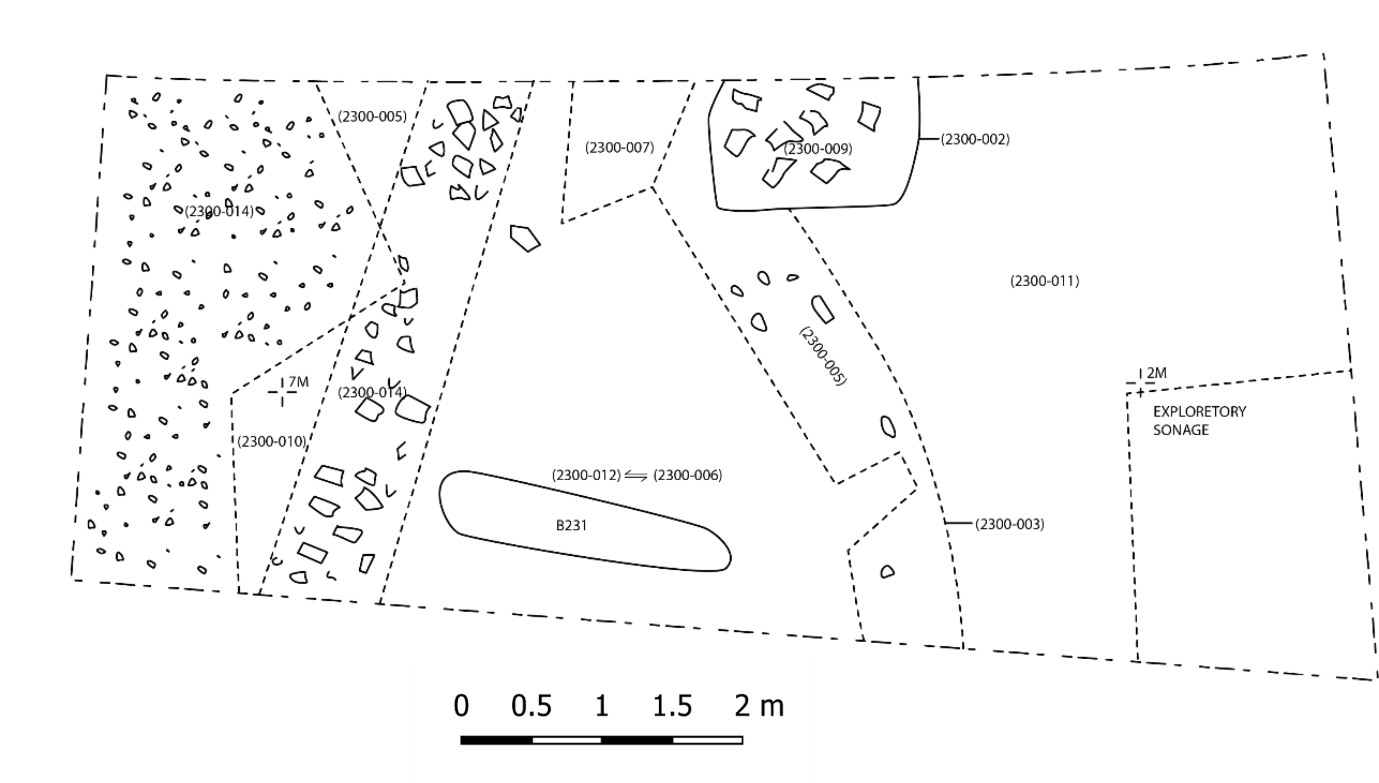 (2300-005)
(2300-007)
(2300-009)
(2300-002)
(2300-014)
(2300-011)
(2300-005)
7M
(2300-014)
2M
EXPLORETORY
SONAGE
(2300-010)
(2300-012) ⇌ (2300-006)
B231
(2300-003)
0 0.5 1 1.5 2 m